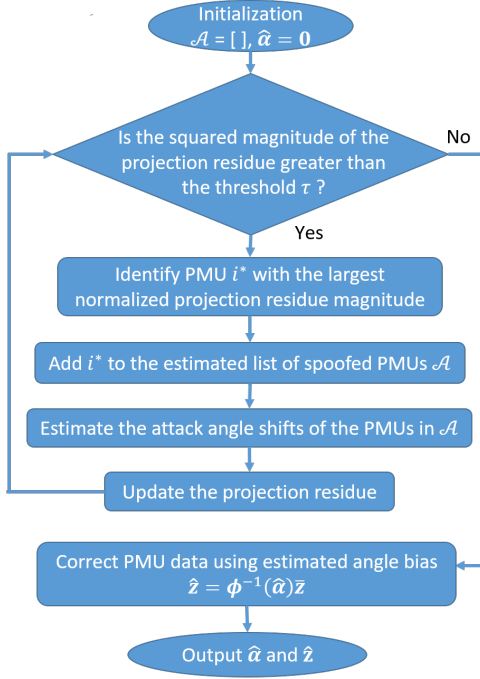 Initialization
𝒜 = [ ], α̂ = 0
Is the squared magnitude of the
projection residue greater than
the threshold τ ?
No
Yes
Identify PMU i* with the largest
normalized projection residue magnitude
Add i* to the estimated list of spoofed PMUs 𝒜
Estimate the attack angle shifts of the PMUs in 𝒜
Update the projection residue
Correct PMU data using estimated angle bias
ẑ = ϕ⁻¹(α̂)z̄
Output α̂ and ẑ